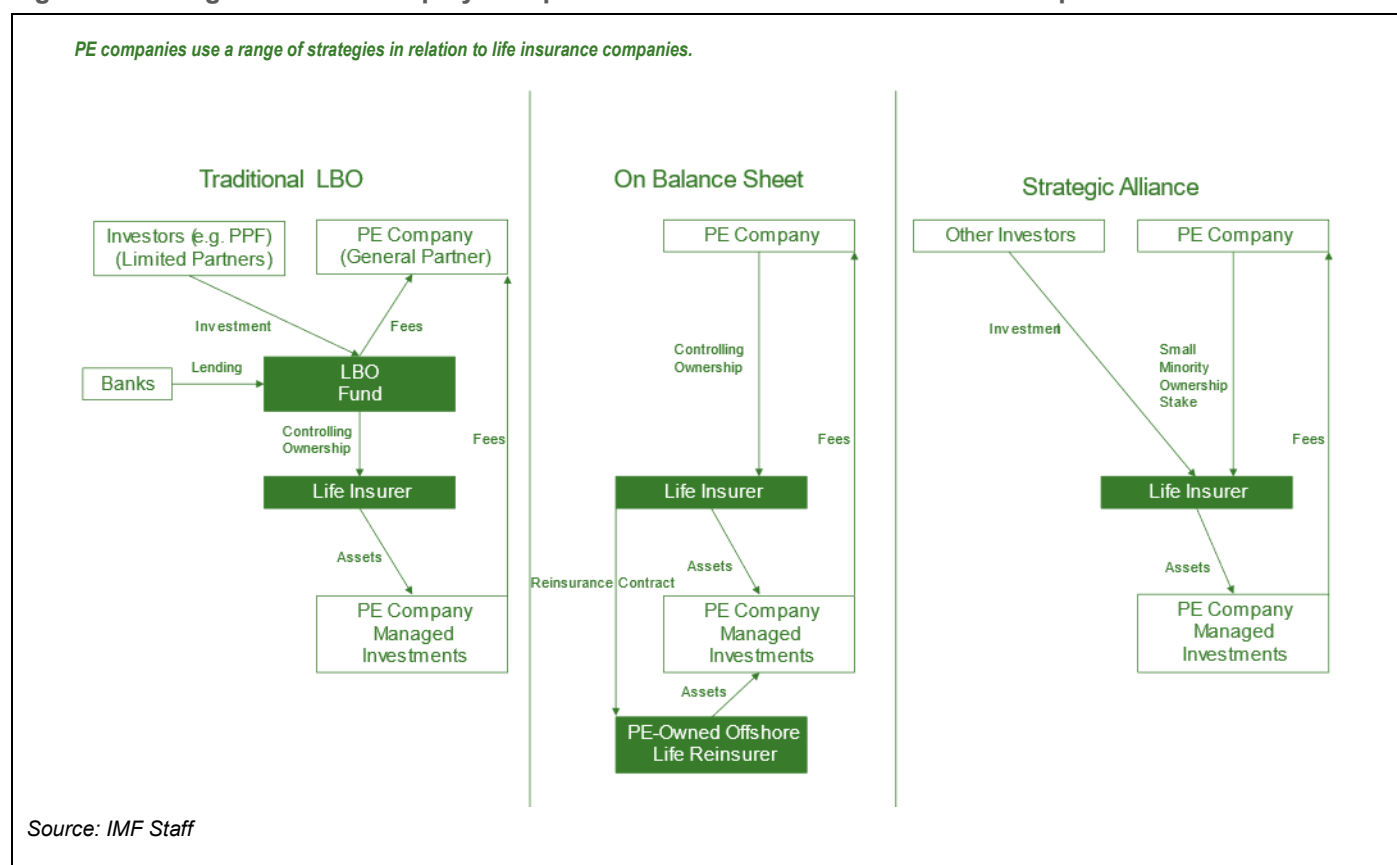 PE companies use a range of strategies in relation to life insurance companies.
Traditional LBO
Investors (e.g. PPF)
(Limited Partners)
PE Company
(General Partner)
Investment
Fees
Banks
Lending
LBO
Fund
Controlling
Ownership
Fees
Life Insurer
Assets
PE Company
Managed
Investments
On Balance Sheet
PE Company
Controlling
Ownership
Fees
Life Insurer
Reinsurance Contract
Assets
PE Company
Managed
Investments
Assets
PE-Owned Offshore
Life Reinsurer
Strategic Alliance
Other Investors
PE Company
Investment
Small
Minority
Ownership
Stake
Fees
Life Insurer
Assets
PE Company
Managed
Investments
Source: IMF Staff